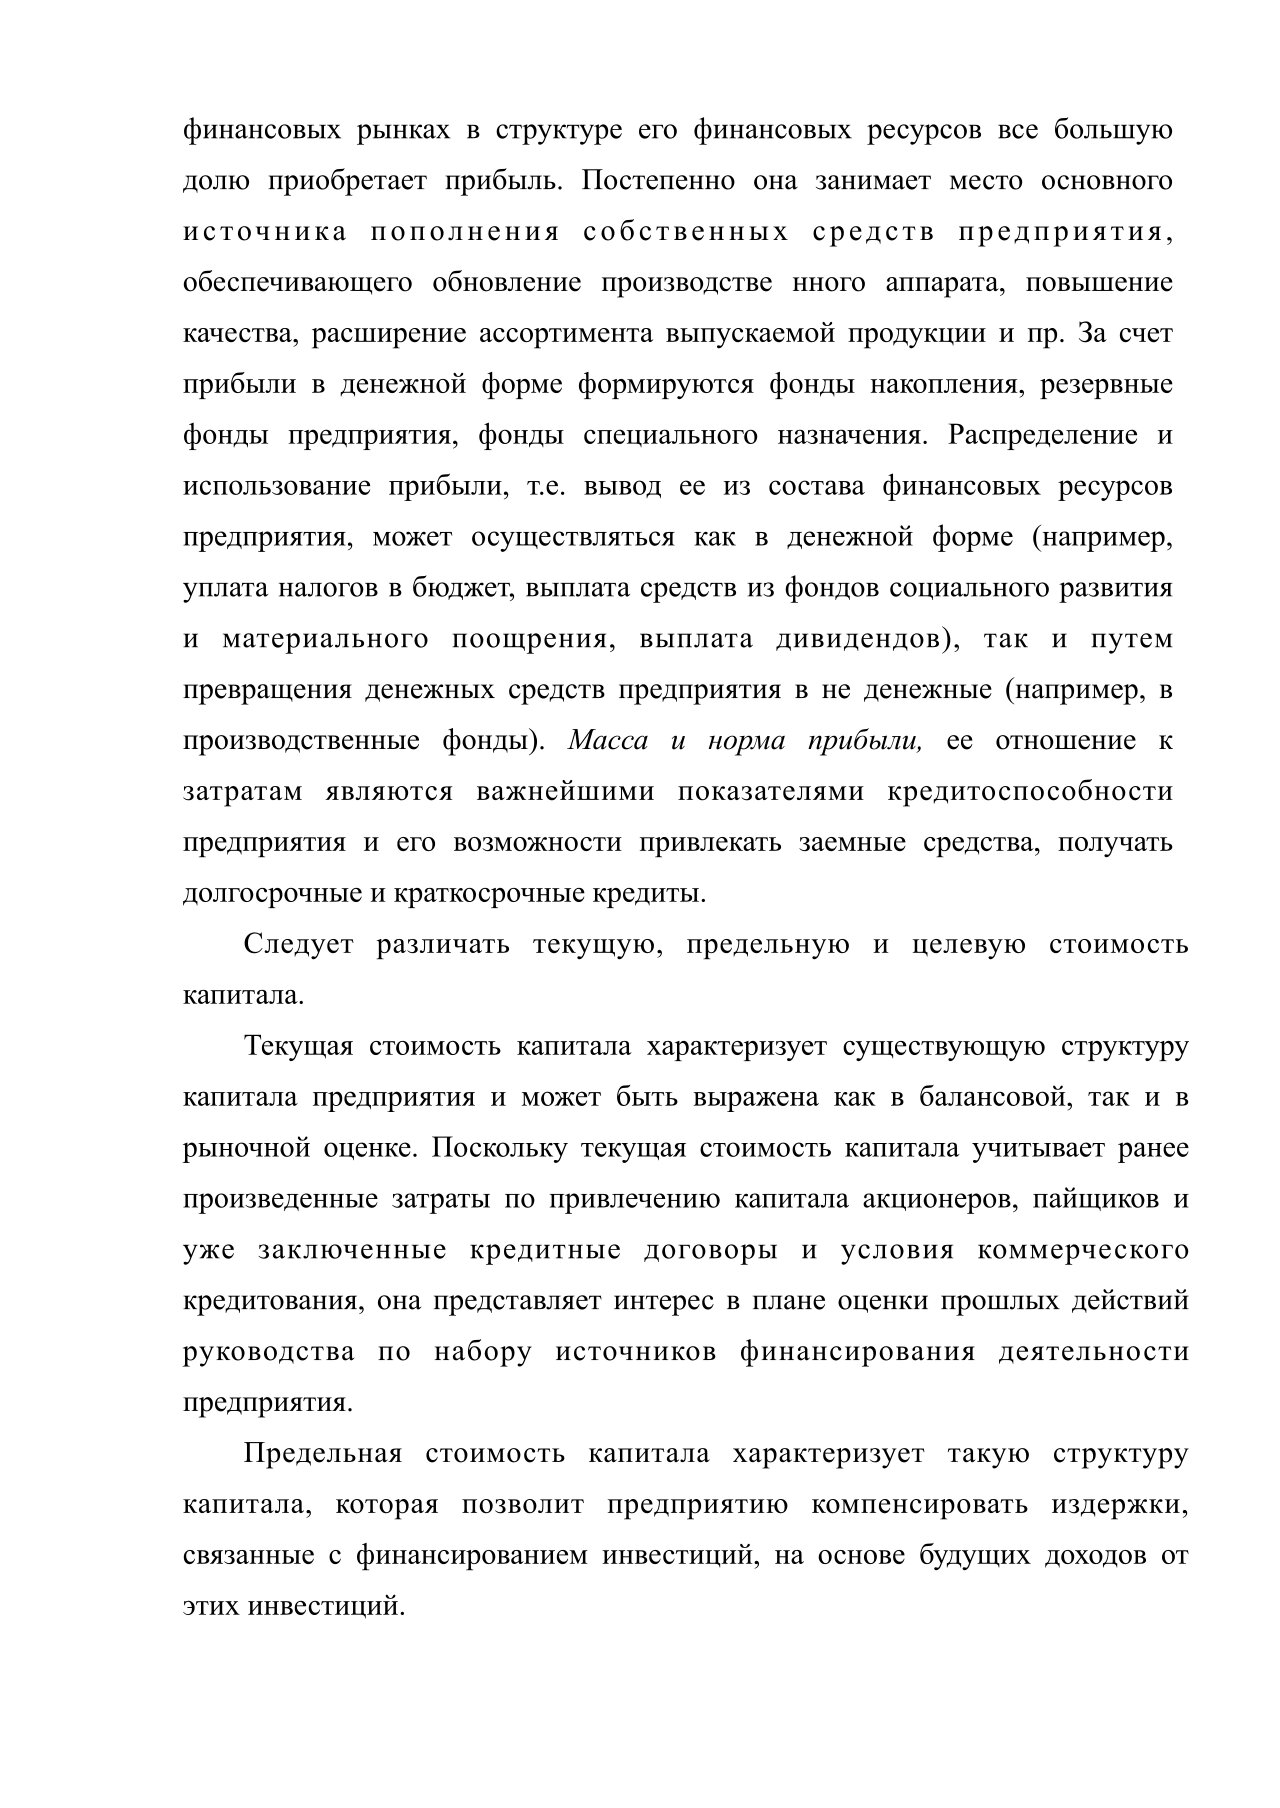 финансовых рынках в структуре его финансовых ресурсов все большую
долю приобретает прибыль. Постепенно она занимает место основного
источника пополнения собственных средств предприятия,
обеспечивающего обновление производстве нного аппарата, повышение
качества, расширение ассортимента выпускаемой продукции и пр. За счет
прибыли в денежной форме формируются фонды накопления, резервные
фонды предприятия, фонды специального назначения. Распределение и
использование прибыли, т.е. вывод ее из состава финансовых ресурсов
предприятия, может осуществляться как в денежной форме (например,
уплата налогов в бюджет, выплата средств из фондов социального развития
и материального поощрения, выплата дивидендов), так и путем
превращения денежных средств предприятия в не денежные (например, в
производственные фонды). Масса и норма прибыли, ее отношение к
затратам являются важнейшими показателями кредитоспособности
предприятия и его возможности привлекать заемные средства, получать
долгосрочные и краткосрочные кредиты.
Следует различать текущую, предельную и целевую стоимость
капитала.
Текущая стоимость капитала характеризует существующую структуру
капитала предприятия и может быть выражена как в балансовой, так и в
рыночной оценке. Поскольку текущая стоимость капитала учитывает ранее
произведенные затраты по привлечению капитала акционеров, пайщиков и
уже заключенные кредитные договоры и условия коммерческого
кредитования, она представляет интерес в плане оценки прошлых действий
руководства по набору источников финансирования деятельности
предприятия.
Предельная стоимость капитала характеризует такую структуру
капитала, которая позволит предприятию компенсировать издержки,
связанные с финансированием инвестиций, на основе будущих доходов от
этих инвестиций.